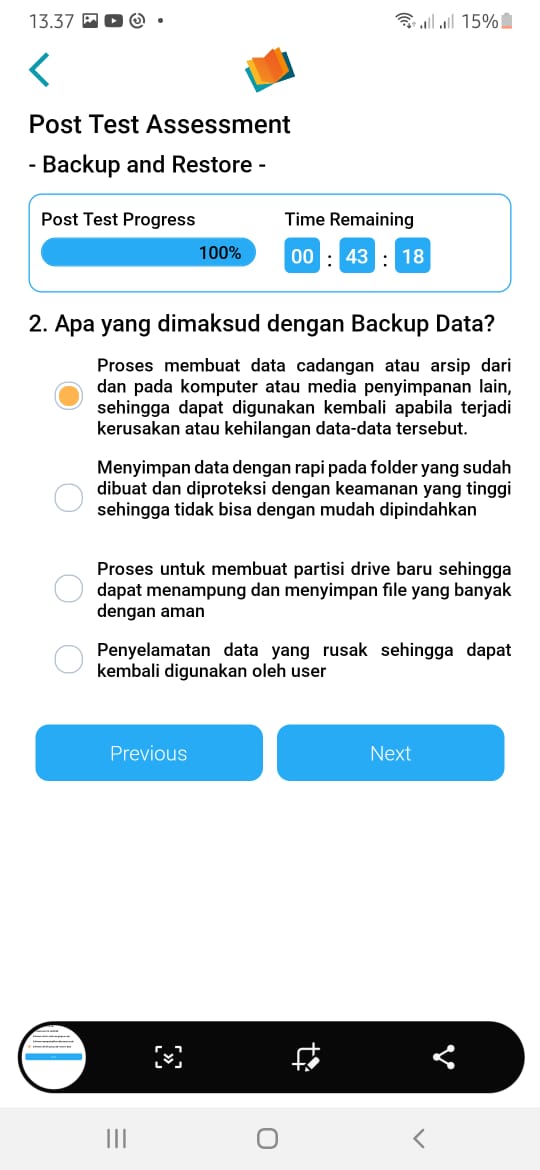 13.37
15%
Post Test Assessment
- Backup and Restore -
Post Test Progress
Time Remaining
100%
00 : 43 : 18
2. Apa yang dimaksud dengan Backup Data?
Proses membuat data cadangan atau arsip dari
dan pada komputer atau media penyimpanan lain,
sehingga dapat digunakan kembali apabila terjadi
kerusakan atau kehilangan data-data tersebut.
Menyimpan data dengan rapi pada folder yang sudah
dibuat dan diproteksi dengan keamanan yang tinggi
sehingga tidak bisa dengan mudah dipindahkan
Proses untuk membuat partisi drive baru sehingga
dapat menampung dan menyimpan file yang banyak
dengan aman
Penyelamatan data yang rusak sehingga dapat
kembali digunakan oleh user
Previous
Next